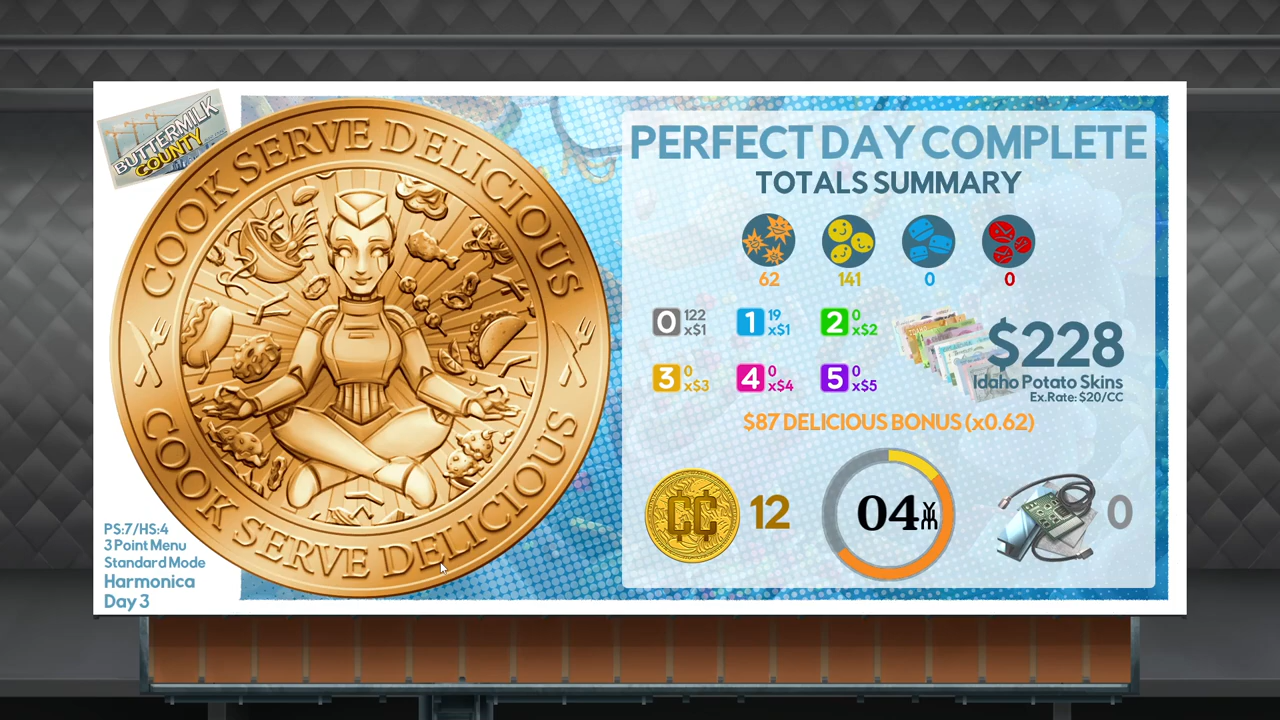 BUTTERMILK
COUNTY
COOK SERVE DELICIOUS
COOK SERVE DELICIOUS
PS:7/HS:4
3 Point Menu
Standard Mode
Harmonica
Day 3
PERFECT DAY COMPLETE
TOTALS SUMMARY
62 141 0 0
0 122 x$1 1 19 x$1 2 0 x$2
3 0 x$3 4 0 x$4 5 0 x$5
$228
Idaho Potato Skins
Ex.Rate: $20/CC
$87 DELICIOUS BONUS (x0.62)
CC 12 04 0